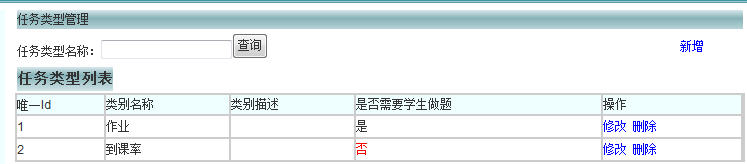 任务类型管理
任务类型名称： 查询 新增
任务类型列表
唯一Id 类别名称 类别描述 是否需要学生做题 操作
1 作业 是 修改 删除
2 到课率 否 修改 删除